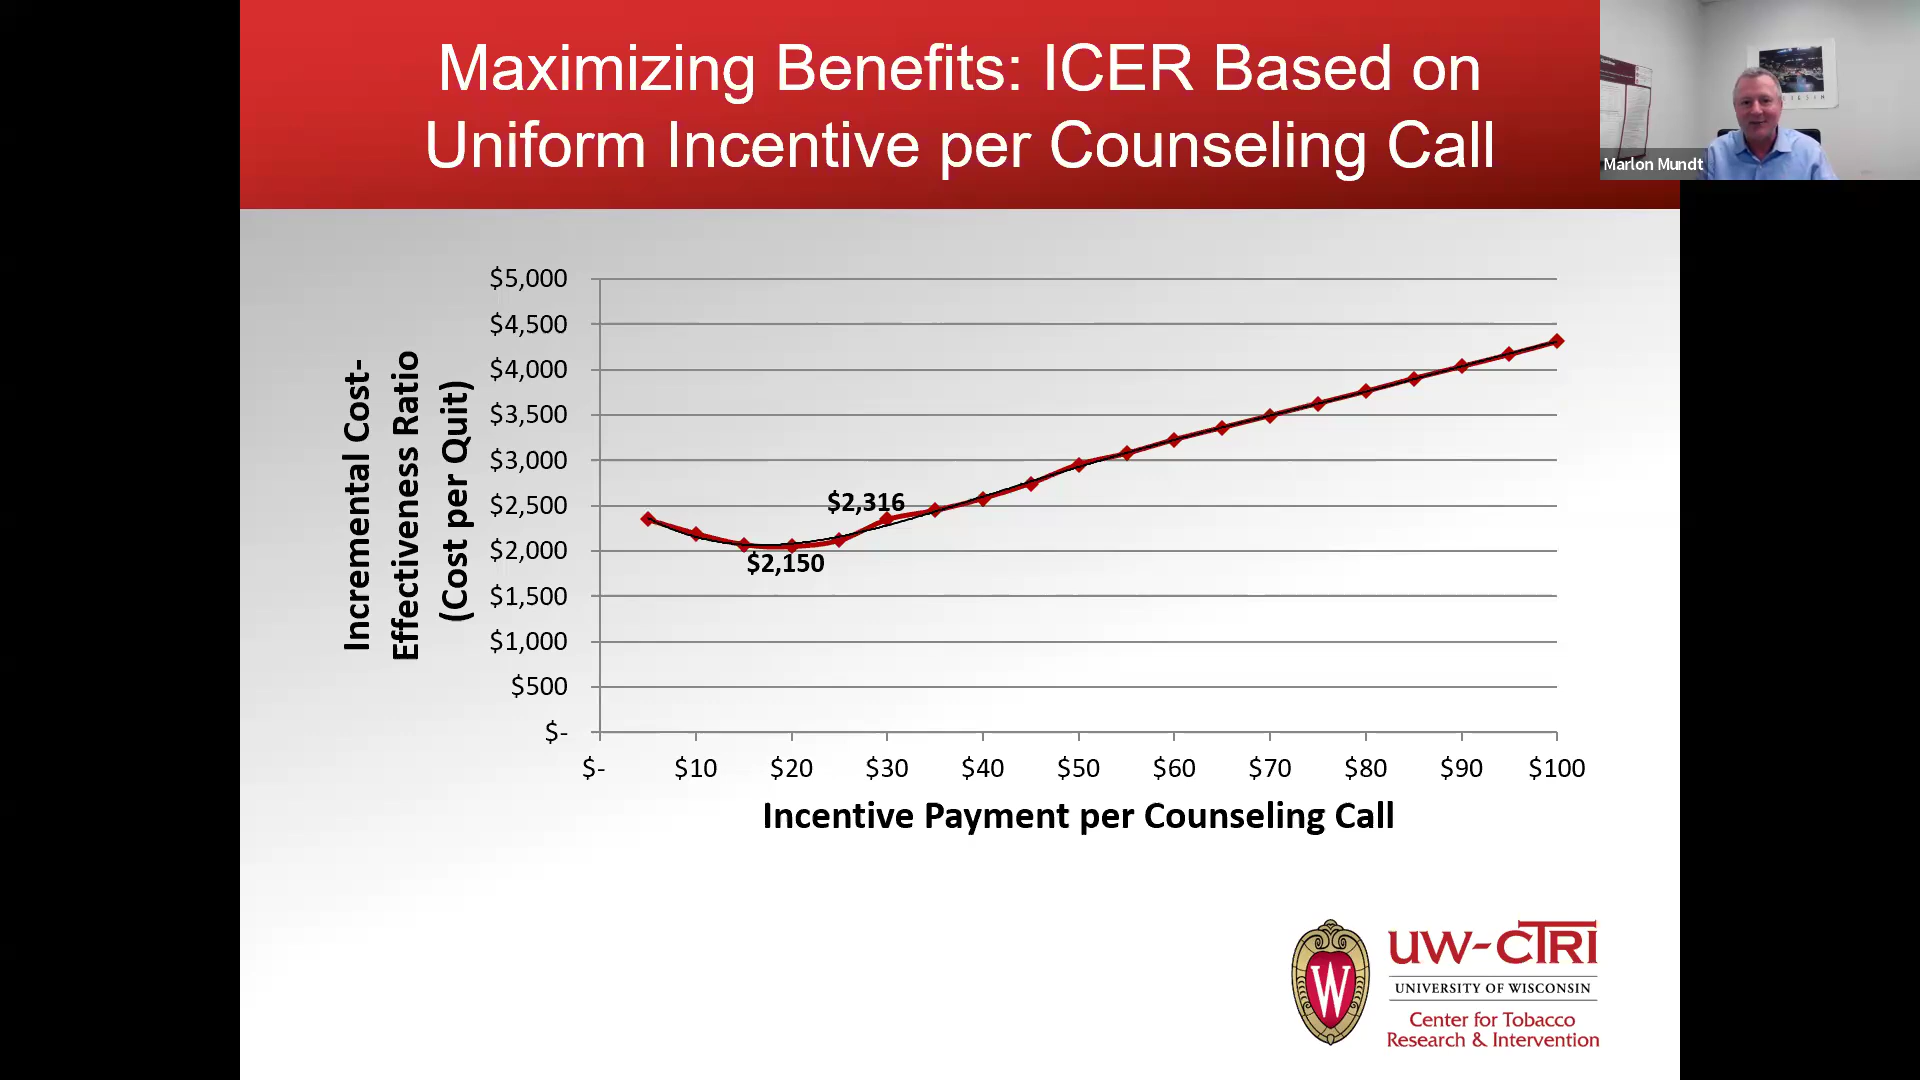 Maximizing Benefits: ICER Based on
Uniform Incentive per Counseling Call
Marlon Mundt
Incremental Cost-
Effectiveness Ratio
(Cost per Quit)
$5,000
$4,500
$4,000
$3,500
$3,000
$2,500
$2,000
$1,500
$1,000
$500
$-
$2,316
$2,150
$-
$10
$20
$30
$40
$50
$60
$70
$80
$90
$100
Incentive Payment per Counseling Call
W
UW-CTRI
UNIVERSITY OF WISCONSIN
Center for Tobacco
Research & Intervention